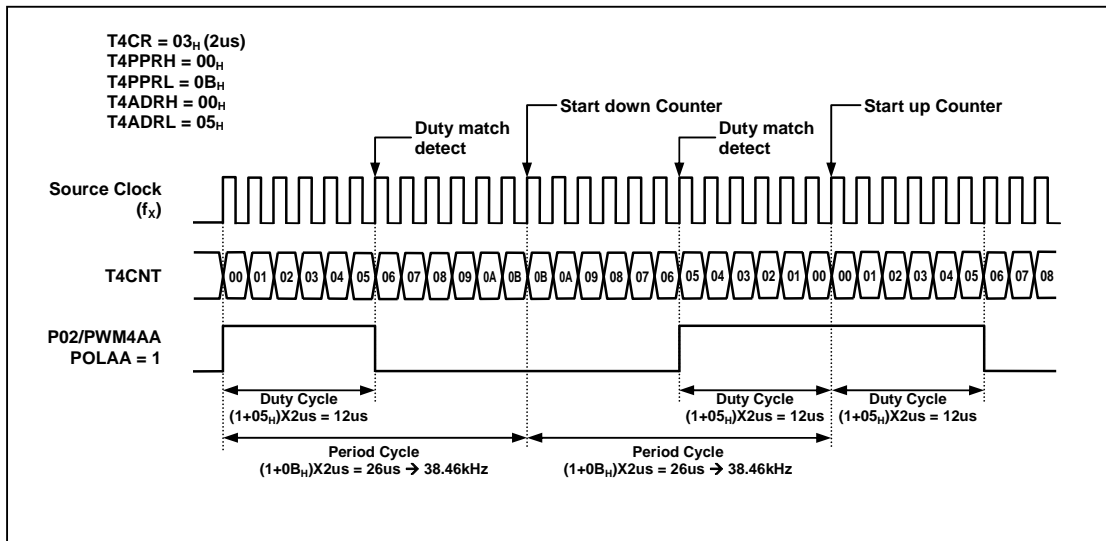 T4CR = 03H (2us)
T4PPRH = 00H
T4PPRL = 0BH
T4ADRH = 00H
T4ADRL = 05H
Duty match
detect
Start down Counter
Duty match
detect
Start up Counter
Source Clock
(fX)
T4CNT
00 01 02 03 04 05 06 07 08 09 0A 0B 0B 0A 09 08 07 06 05 04 03 02 01 00 00 01 02 03 04 05 06 07 08
P02/PWM4AA
POLAA = 1
Duty Cycle
(1+05H)X2us = 12us
Duty Cycle
(1+05H)X2us = 12us
Duty Cycle
(1+05H)X2us = 12us
Period Cycle
(1+0BH)X2us = 26us → 38.46kHz
Period Cycle
(1+0BH)X2us = 26us → 38.46kHz